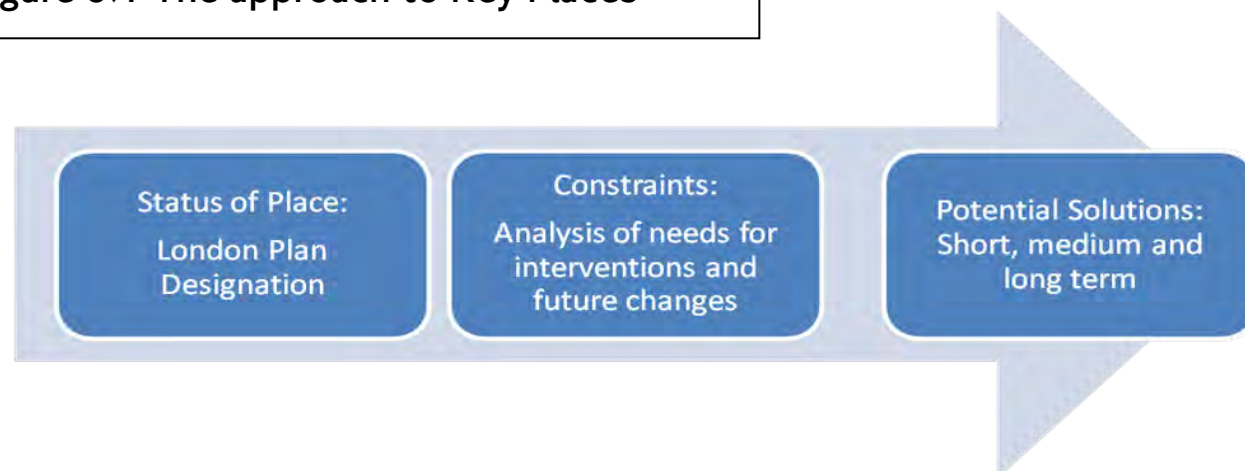 The approach to Key Places
Status of Place:
London Plan
Designation
Constraints:
Analysis of needs for
interventions and
future changes
Potential Solutions:
Short, medium and
long term